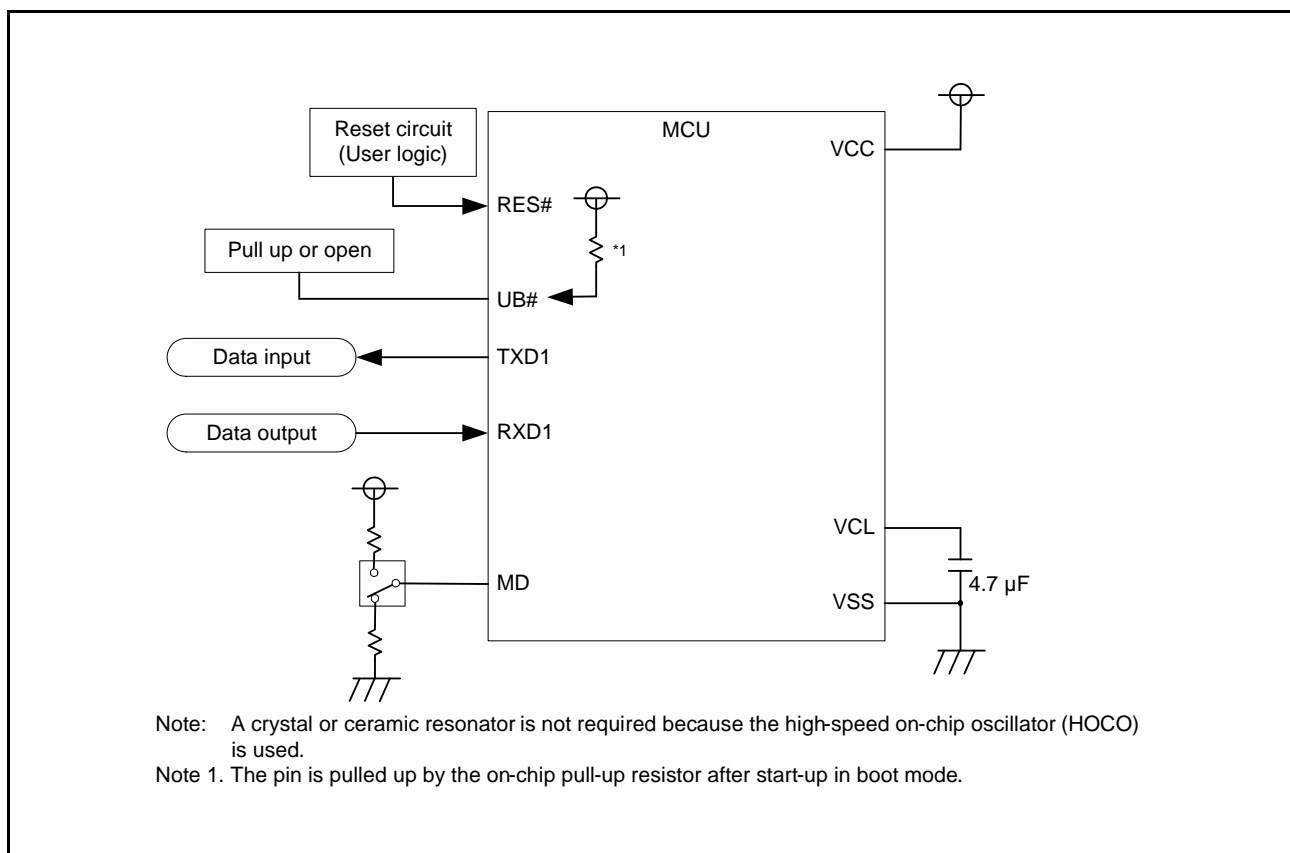 Reset circuit
(User logic)
MCU
VCC
RES#
*1
Pull up or open
UB#
Data input
TXD1
Data output
RXD1
VCL
MD
4.7 µF
VSS
Note: A crystal or ceramic resonator is not required because the high-speed on-chip oscillator (HOCO)
is used.
Note 1. The pin is pulled up by the on-chip pull-up resistor after start-up in boot mode.